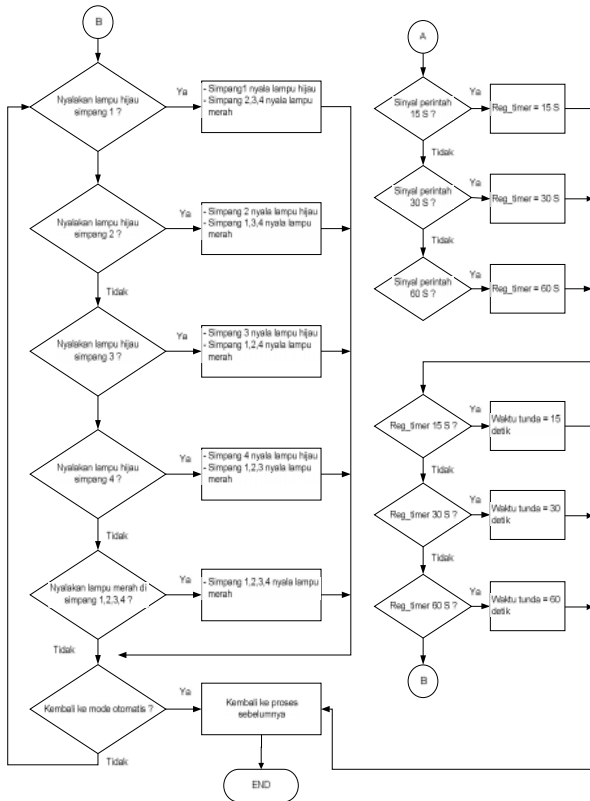 B
Nyalakan lampu hijau
simpang 1 ?
Ya
- Simpang1 nyala lampu hijau
- Simpang 2,3,4 nyala lampu
merah
Nyalakan lampu hijau
simpang 2 ?
Ya
- Simpang 2 nyala lampu hijau
- Simpang 1,3,4 nyala lampu
merah
Tidak
Nyalakan lampu hijau
simpang 3 ?
Ya
- Simpang 3 nyala lampu hijau
- Simpang 1,2,4 nyala lampu
merah
Nyalakan lampu hijau
simpang 4 ?
Ya
- Simpang 4 nyala lampu hijau
- Simpang 1,2,3 nyala lampu
merah
Tidak
Nyalakan lampu merah di
simpang 1,2,3,4 ?
Ya
- Simpang 1,2,3,4 nyala lampu
merah
Tidak
Kembali ke mode otomatis ?
Ya
Kembali ke proses
sebelumnya
Tidak
END
A
Sinyal perintah
15 S ?
Ya
Reg_timer = 15 S
Tidak
Sinyal perintah
30 S ?
Ya
Reg_timer = 30 S
Tidak
Sinyal perintah
60 S ?
Ya
Reg_timer = 60 S
Reg_timer 15 S ?
Ya
Waktu tunda = 15
detik
Tidak
Reg_timer 30 S ?
Ya
Waktu tunda = 30
detik
Tidak
Reg_timer 60 S ?
Ya
Waktu tunda = 60
detik
B